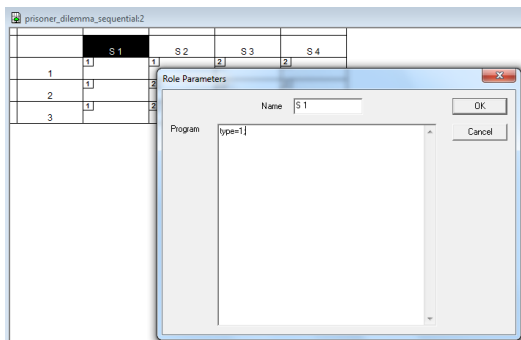 prisoner_dilemma_sequential:2
S 1 S 2 S 3 S 4
1 1 2 2
1
1 2
2
1 2
3
Role Parameters
Name S 1 OK
Program type=1; Cancel